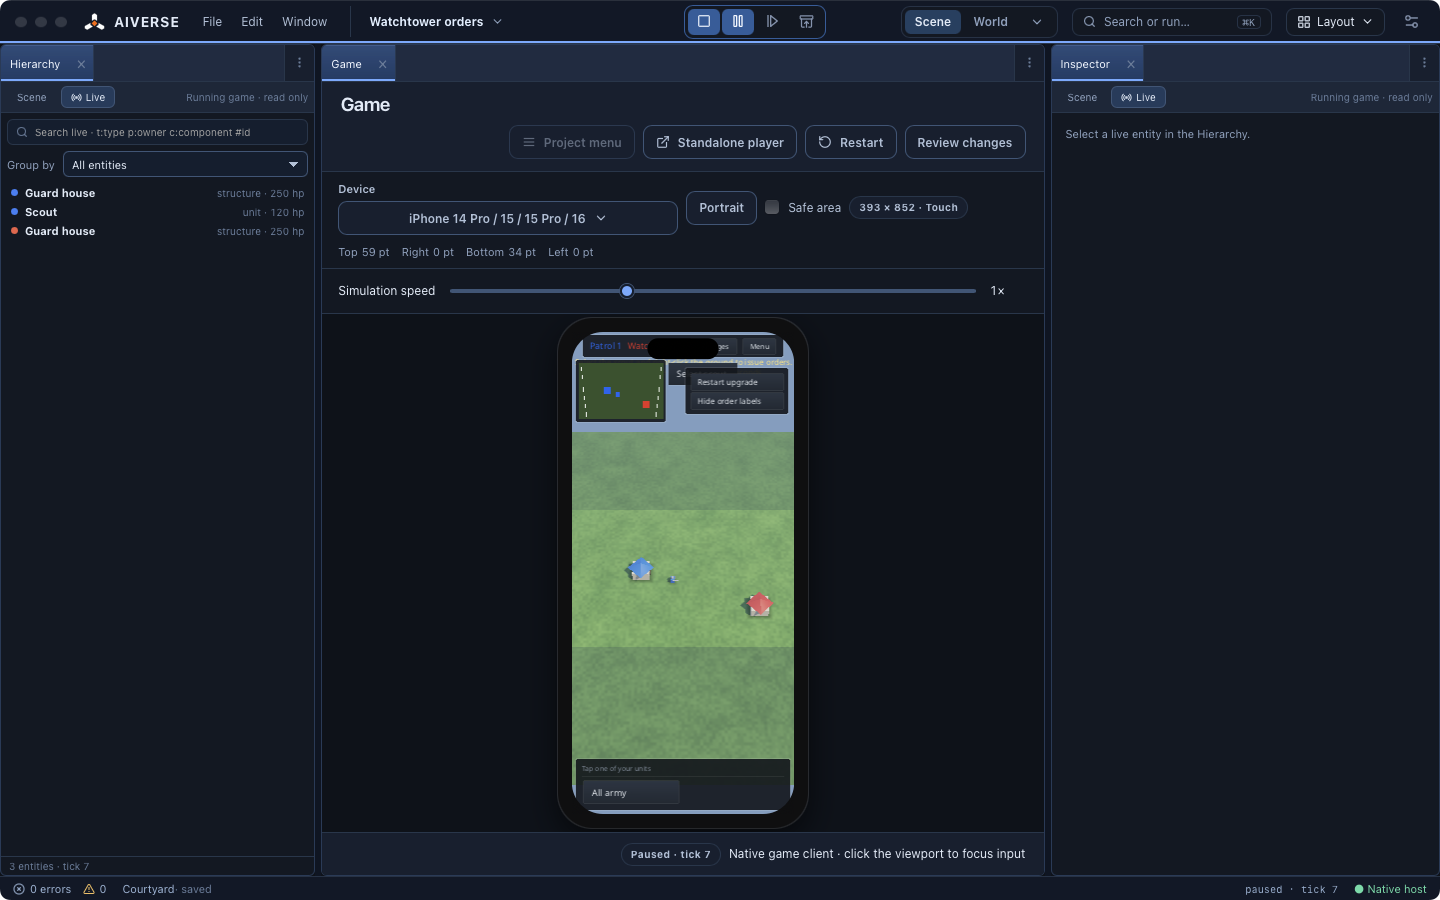 AIVERSE File Edit Window Watchtower orders Scene World Search or run... ⌘K Layout
Hierarchy Game Inspector
Scene Live Running game · read only
Search live · t:type p:owner c:component #id
Group by All entities
Guard house structure · 250 hp
Scout unit · 120 hp
Guard house structure · 250 hp
3 entities · tick 7
Game
Project menu Standalone player Restart Review changes
Device
iPhone 14 Pro / 15 / 15 Pro / 16 Portrait Safe area 393 × 852 · Touch
Top 59 pt Right 0 pt Bottom 34 pt Left 0 pt
Simulation speed 1×
Patrol 1 Menu
issue orders
Restart upgrade
Hide order labels
Tap one of your units
All army
Paused · tick 7 Native game client · click the viewport to focus input
Scene Live Running game · read only
Select a live entity in the Hierarchy.
0 errors 0 Courtyard · saved paused · tick 7 Native host